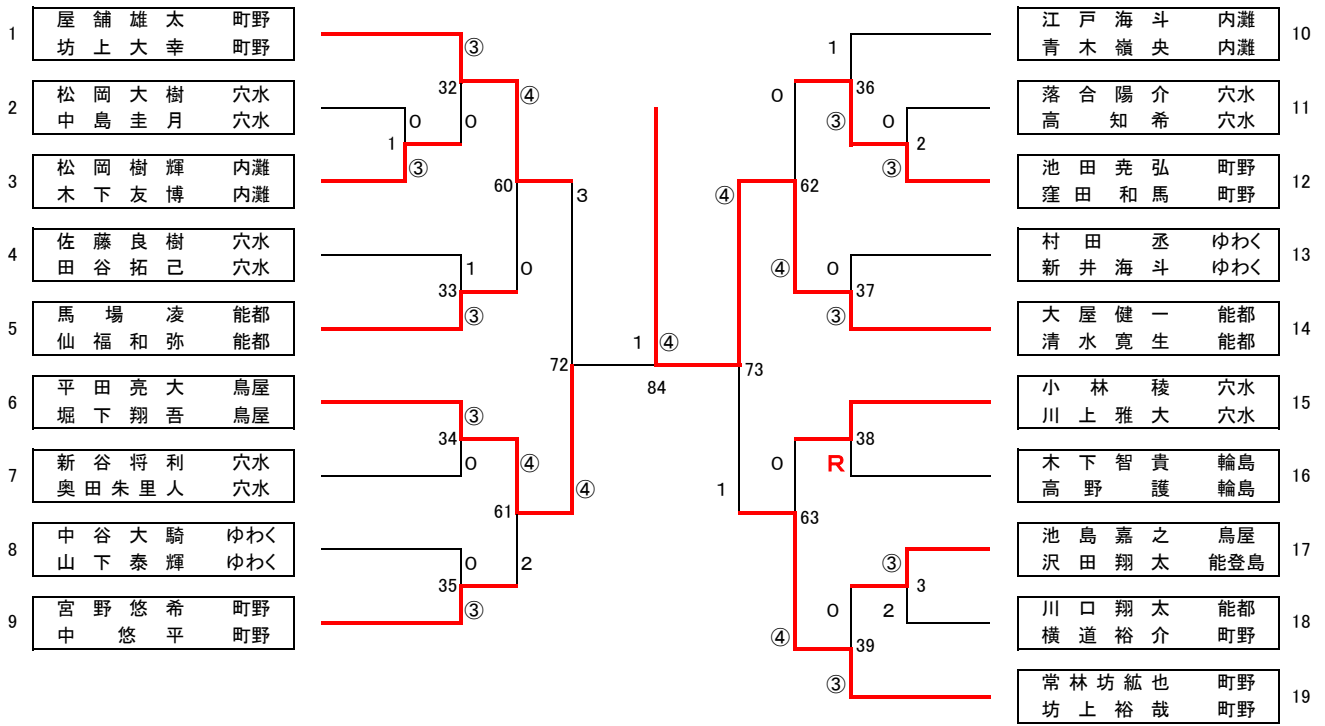 1 屋舗雄太 町野
坊上大幸 町野
2 松岡大樹 穴水
中島圭月 穴水
3 松岡樹輝 内灘
木下友博 内灘
4 佐藤良樹 穴水
田谷拓己 穴水
5 馬場凌 能都
仙福和弥 能都
6 平田亮大 鳥屋
堀下翔吾 鳥屋
7 新谷将利 穴水
奥田朱里人 穴水
8 中谷大騎 ゆわく
山下泰輝 ゆわく
9 宮野悠希 町野
中悠平 町野
③
32
④
0
0
1
③
60
3
1
0
33
③
72
③
34
④
0
④
61
0
2
35
③
1
④
84
1
0
36
③
0
2
③
④
62
④
0
37
③
73
38
0
R
1
63
③
3
0
2
④
39
③
江戸海斗 内灘 10
青木嶺央 内灘
落合陽介 穴水 11
高知希 穴水
池田尭弘 町野 12
窪田和馬 町野
村田丞 ゆわく 13
新井海斗 ゆわく
大屋健一 能都 14
清水寛生 能都
小林稜 穴水 15
川上雅大 穴水
木下智貴 輪島 16
高野護 輪島
池島嘉之 鳥屋 17
沢田翔太 能登島
川口翔太 能都 18
横道裕介 町野
常林坊紘也 町野 19
坊上裕哉 町野